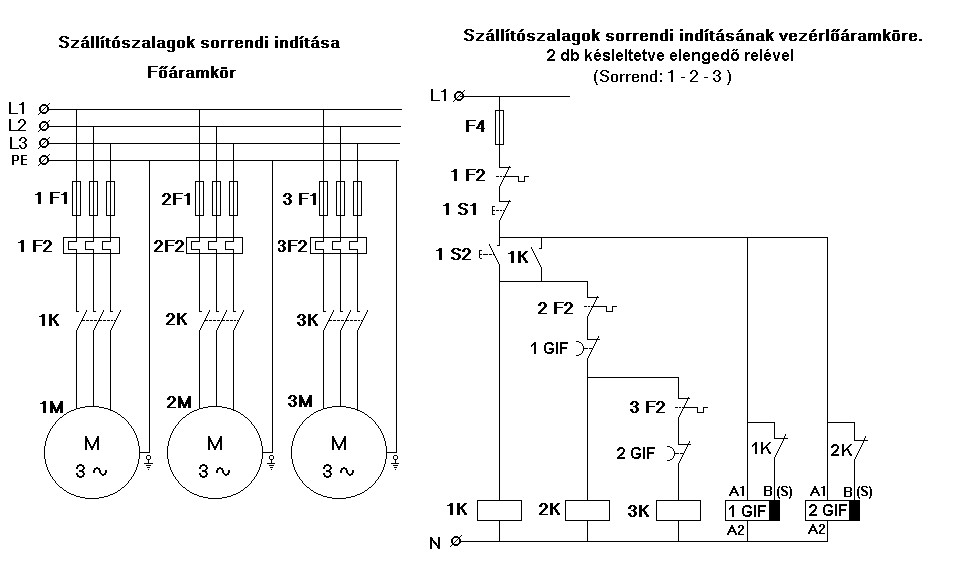 Szállítószalagok sorrendi indítása
Főáramkör
L1
L2
L3
PE
1 F1
2F1
3 F1
1 F2
2F2
3F2
1K
2K
3K
1M
2M
3M
M
3 ~
M
3 ~
M
3 ~
Szállítószalagok sorrendi indításának vezérlőáramköre.
2 db késleltetve elengedő relével
(Sorrend: 1 - 2 - 3 )
L1
F4
1 F2
1 S1
1 S2
1K
2 F2
1 GIF
3 F2
2 GIF
1K
2K
A1
B
(S)
A1
B
(S)
1K
2K
3K
1 GIF
2 GIF
A2
A2
N